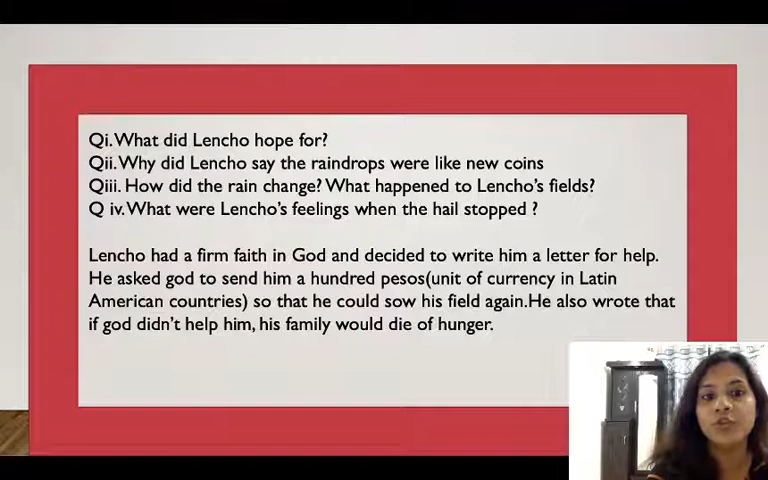 Qi. What did Lencho hope for?
Qii. Why did Lencho say the raindrops were like new coins
Qiii. How did the rain change? What happened to Lencho's fields?
Q iv. What were Lencho's feelings when the hail stopped ?
Lencho had a firm faith in God and decided to write him a letter for help.
He asked god to send him a hundred pesos(unit of currency in Latin
American countries) so that he could sow his field again.He also wrote that
if god didn't help him, his family would die of hunger.